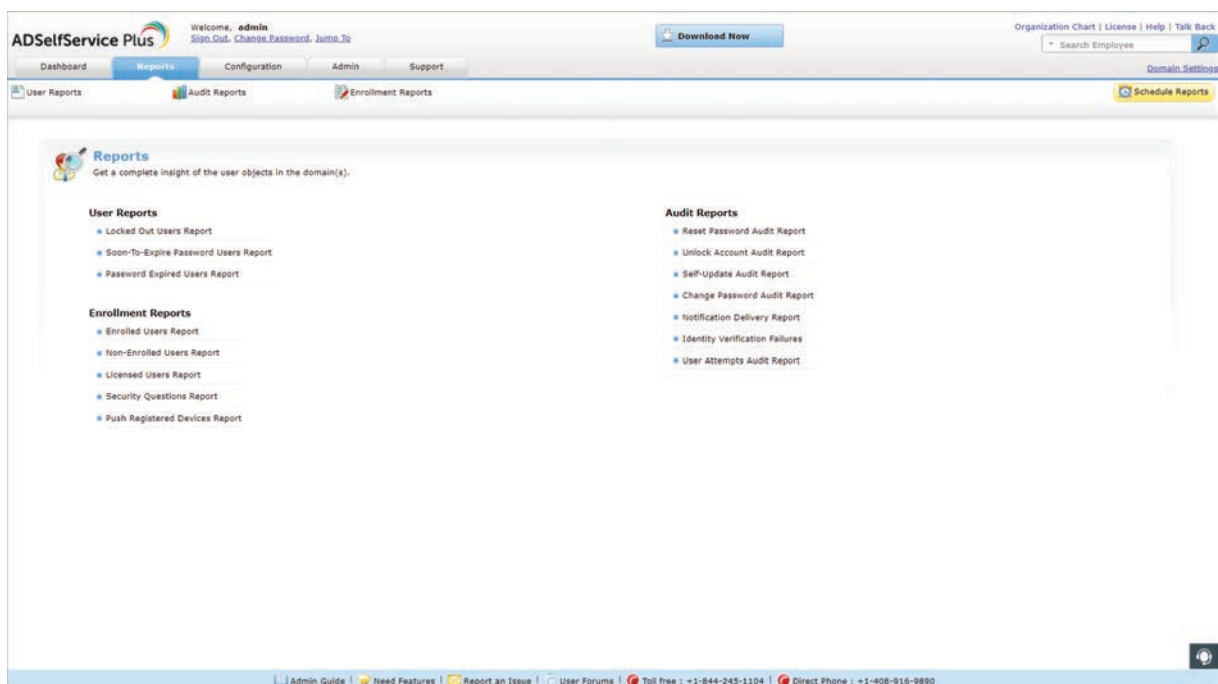 ADSelfService Plus
Welcome, admin
Sign Out, Change Password, Jump To
Download Now
Organization Chart | License | Help | Talk Back
Search Employee
Dashboard Reports Configuration Admin Support
Domain Settings
User Reports Audit Reports Enrollment Reports
Schedule Reports
Reports
Get a complete insight of the user objects in the domain(s).
User Reports
Locked Out Users Report
Soon-To-Expire Password Users Report
Password Expired Users Report
Enrollment Reports
Enrolled Users Report
Non-Enrolled Users Report
Licensed Users Report
Security Questions Report
Push Registered Devices Report
Audit Reports
Reset Password Audit Report
Unlock Account Audit Report
Self-Update Audit Report
Change Password Audit Report
Notification Delivery Report
Identity Verification Failures
User Attempts Audit Report
Admin Guide | Need Features | Report an Issue | User Forums | Toll free : +1-844-245-1104 | Direct Phone : +1-408-916-9890